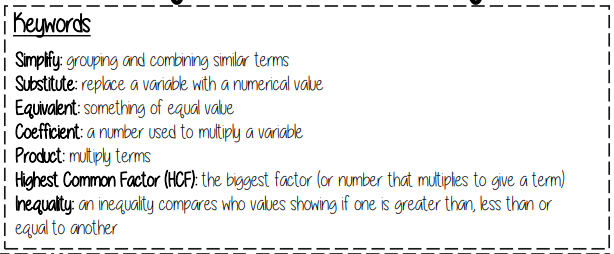 Keywords
Simplify: grouping and combining similar terms
Substitute: replace a variable with a numerical value
Equivalent: something of equal value
Coefficient: a number used to multiply a variable
Product: multiply terms
Highest Common Factor (HCF): the biggest factor (or number that multiplies to give a term)
Inequality: an inequality compares who values showing if one is greater than, less than or
equal to another